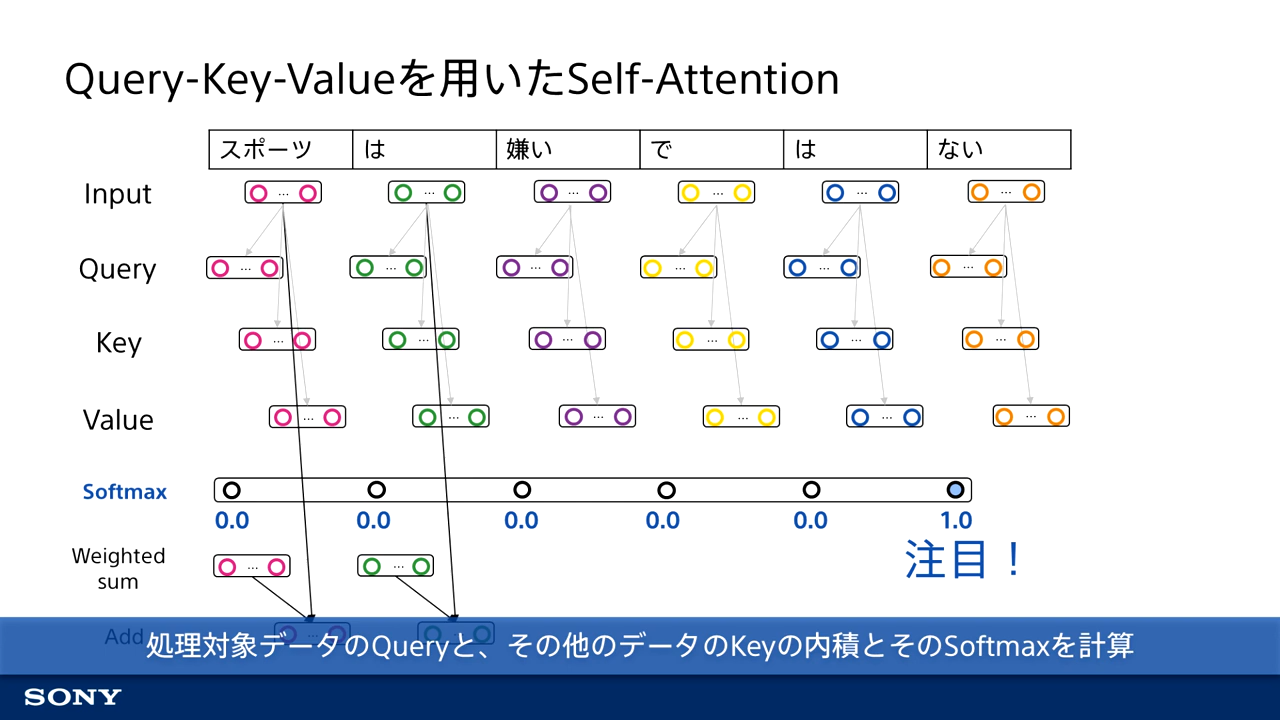 Query-Key-Valueを用いたSelf-Attention
スポーツ は 嫌い で は ない
Input ... ... ... ... ... ...
Query ... ... ... ... ... ...
Key ... ... ... ... ... ...
Value ... ... ... ... ... ...
Softmax
0.0 0.0 0.0 0.0 0.0 1.0
注目！
Weighted
sum
... ...
Add ... ...
処理対象データのQueryと、その他のデータのKeyの内積とそのSoftmaxを計算
SONY